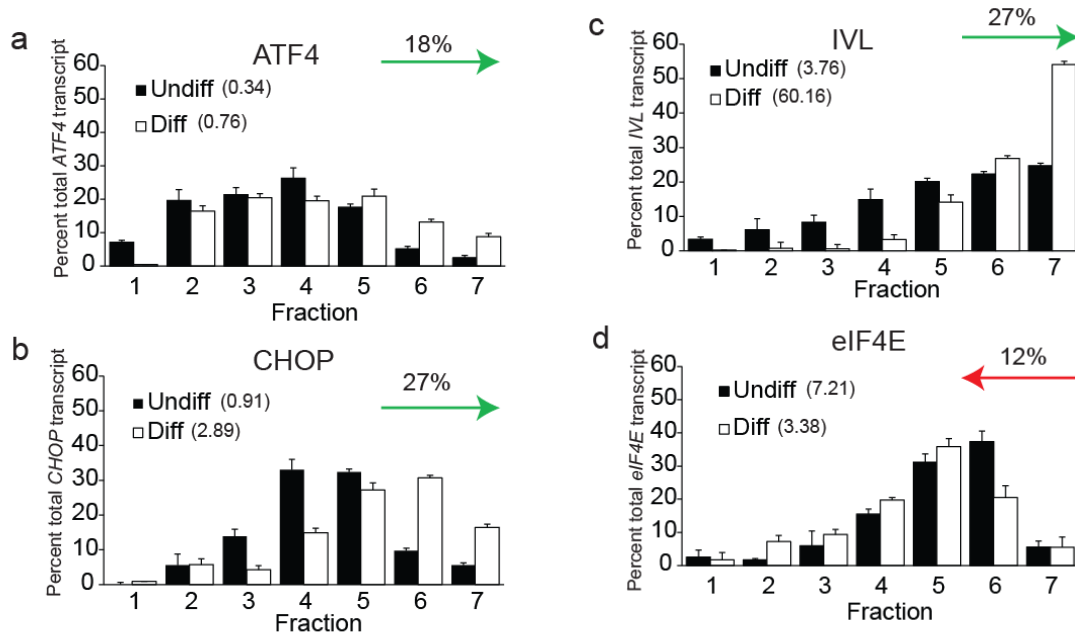 a
ATF4
18%
Percent total ATF4 transcript
60
50
40
30
20
10
0
Undiff (0.34)
Diff (0.76)
1 2 3 4 5 6 7
Fraction
b
CHOP
27%
Percent total CHOP transcript
60
50
40
30
20
10
0
Undiff (0.91)
Diff (2.89)
1 2 3 4 5 6 7
Fraction
c
IVL
27%
Percent total IVL transcript
60
50
40
30
20
10
0
Undiff (3.76)
Diff (60.16)
1 2 3 4 5 6 7
Fraction
d
eIF4E
12%
Percent total eIF4E transcript
60
50
40
30
20
10
0
Undiff (7.21)
Diff (3.38)
1 2 3 4 5 6 7
Fraction